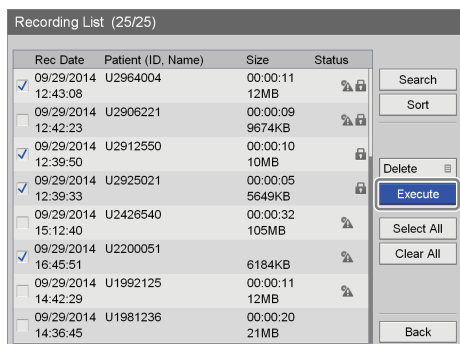 Recording List (25/25)
Rec Date Patient (ID, Name) Size Status
09/29/2014 U2964004 00:00:11
12:43:08 12MB
09/29/2014 U2906221 00:00:09
12:42:23 9674KB
09/29/2014 U2912550 00:00:10
12:39:50 10MB
09/29/2014 U2925021 00:00:05
12:39:33 5649KB
09/29/2014 U2426540 00:00:32
15:12:40 105MB
09/29/2014 U2200051
16:45:51 6184KB
09/29/2014 U1992125 00:00:11
14:42:29 12MB
09/29/2014 U1981236 00:00:20
14:36:45 21MB
Search
Sort
Delete
Execute
Select All
Clear All
Back